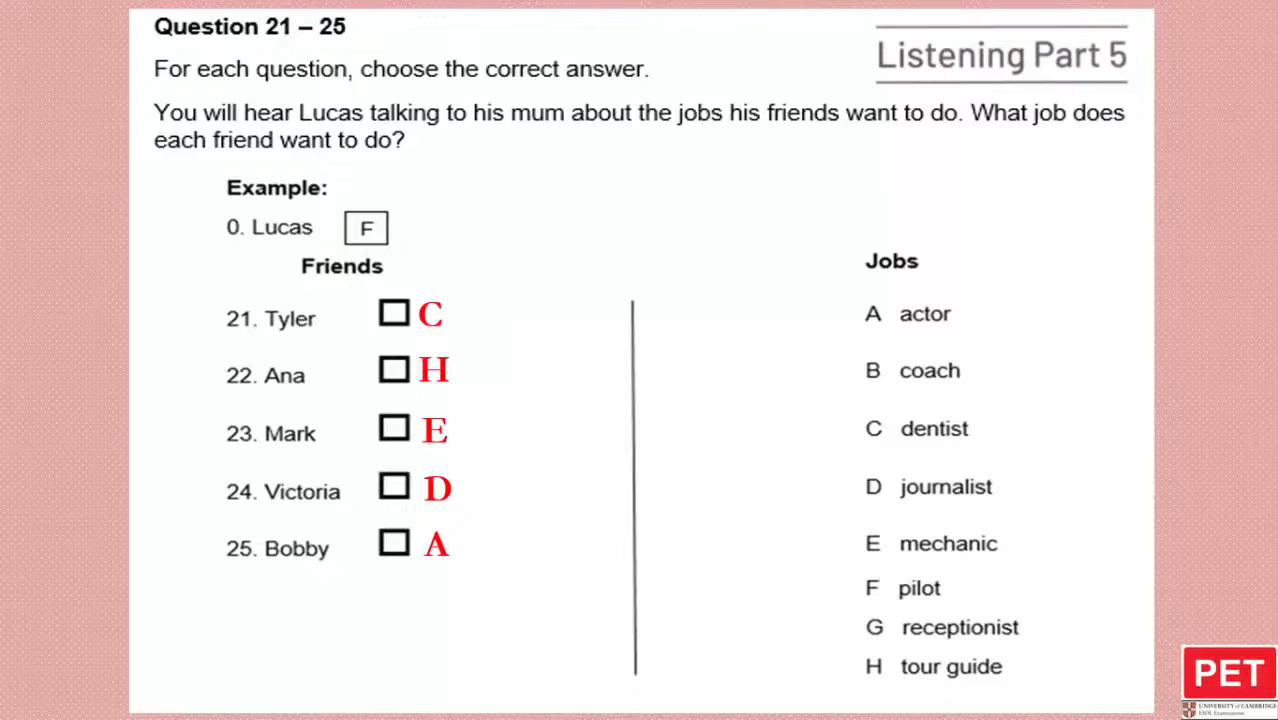 Question 21 – 25
Listening Part 5
For each question, choose the correct answer.
You will hear Lucas talking to his mum about the jobs his friends want to do. What job does
each friend want to do?
Example:
0. Lucas F
Friends
Jobs
21. Tyler C
A actor
22. Ana H
B coach
23. Mark E
C dentist
24. Victoria D
D journalist
25. Bobby A
E mechanic
F pilot
G receptionist
H tour guide
PET
UNIVERSITY of CAMBRIDGE
ESOL Examinations